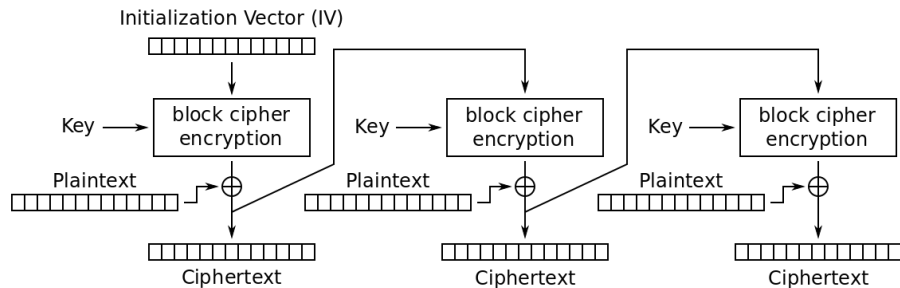 Initialization Vector (IV)
Key
block cipher
encryption
Key
block cipher
encryption
Key
block cipher
encryption
Plaintext
Plaintext
Plaintext
Ciphertext
Ciphertext
Ciphertext